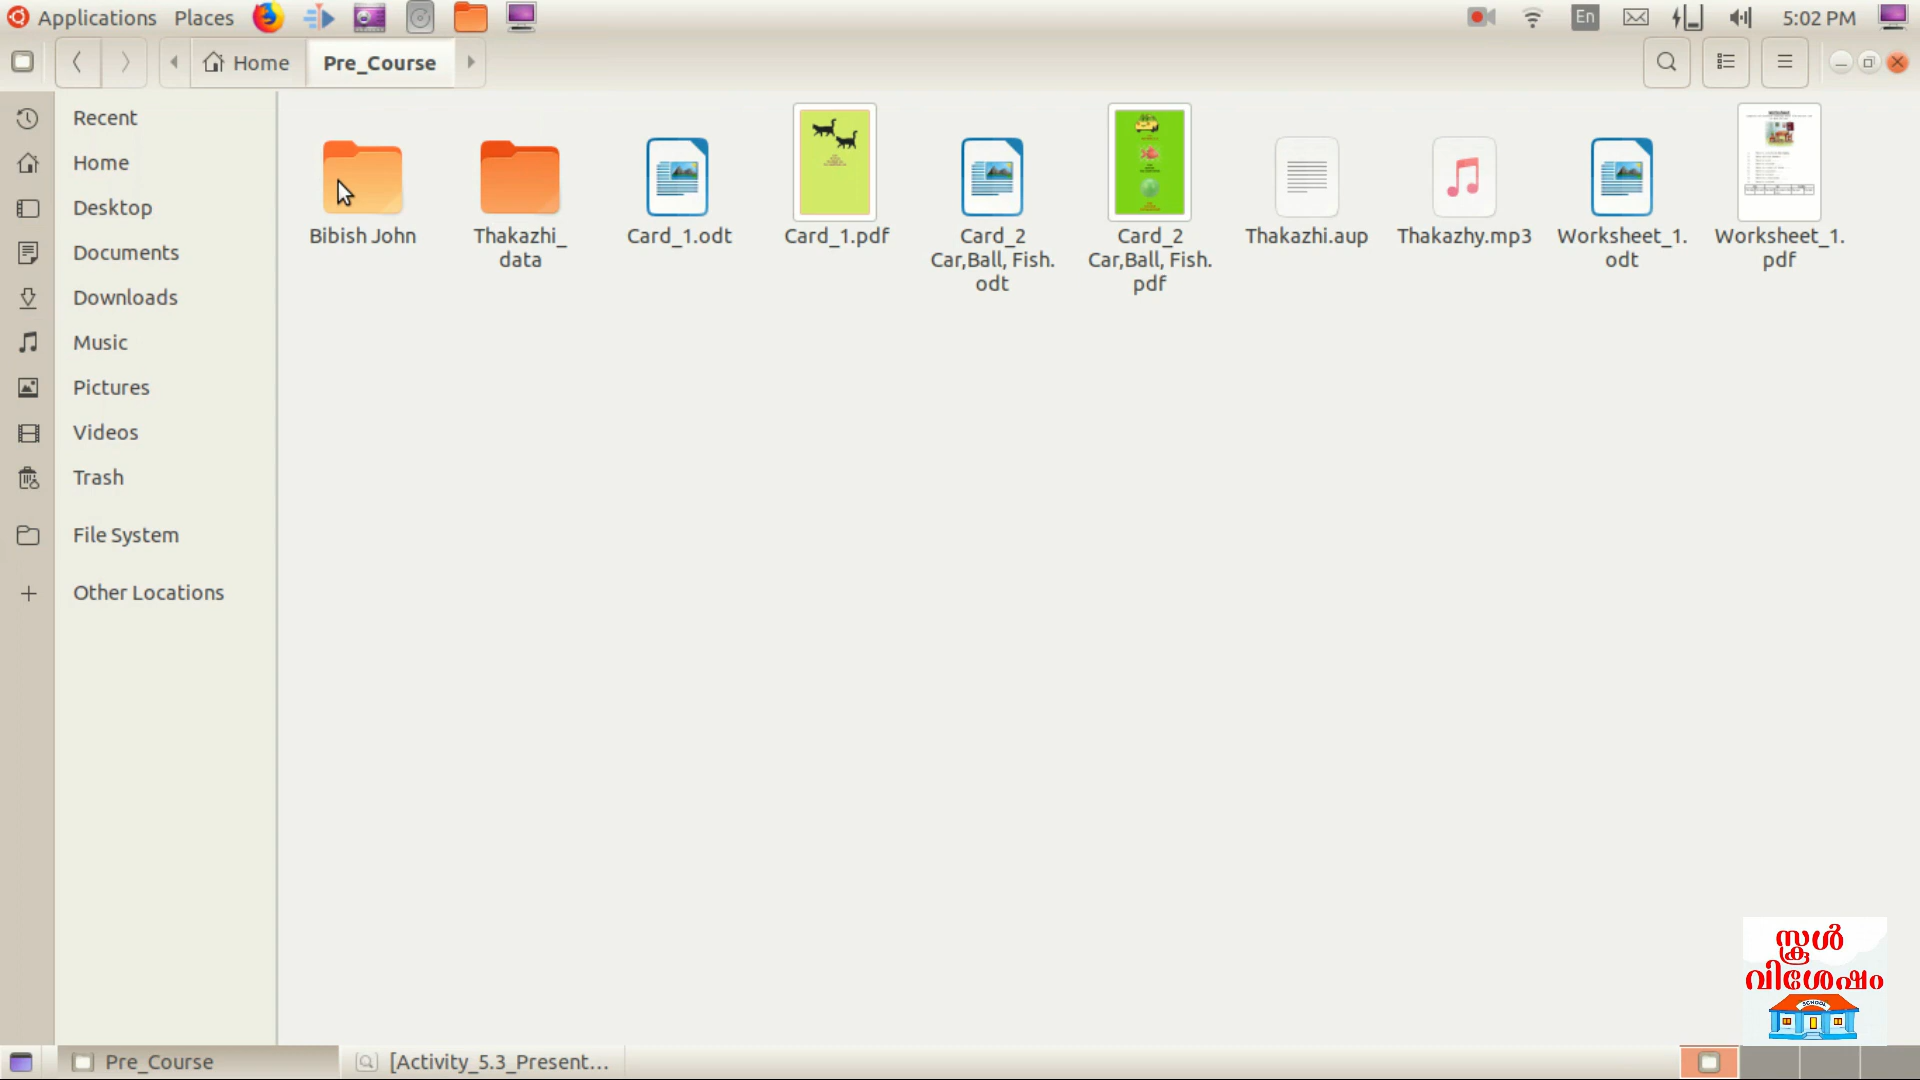 Applications Places En 5:02 PM
Home Pre_Course
Recent
Home
Desktop
Documents
Downloads
Music
Pictures
Videos
Trash
File System
Other Locations
Bibish John
Thakazhi_
data
Card_1.odt
Card_1.pdf
Card_2
Car,Ball, Fish.
odt
Card_2
Car,Ball, Fish.
pdf
Thakazhi.aup
Thakazhy.mp3
Worksheet_1.
odt
Worksheet_1.
pdf
സ്കൂൾ
വിശേഷം
SCHOOL
Pre_Course [Activity_5.3_Present...